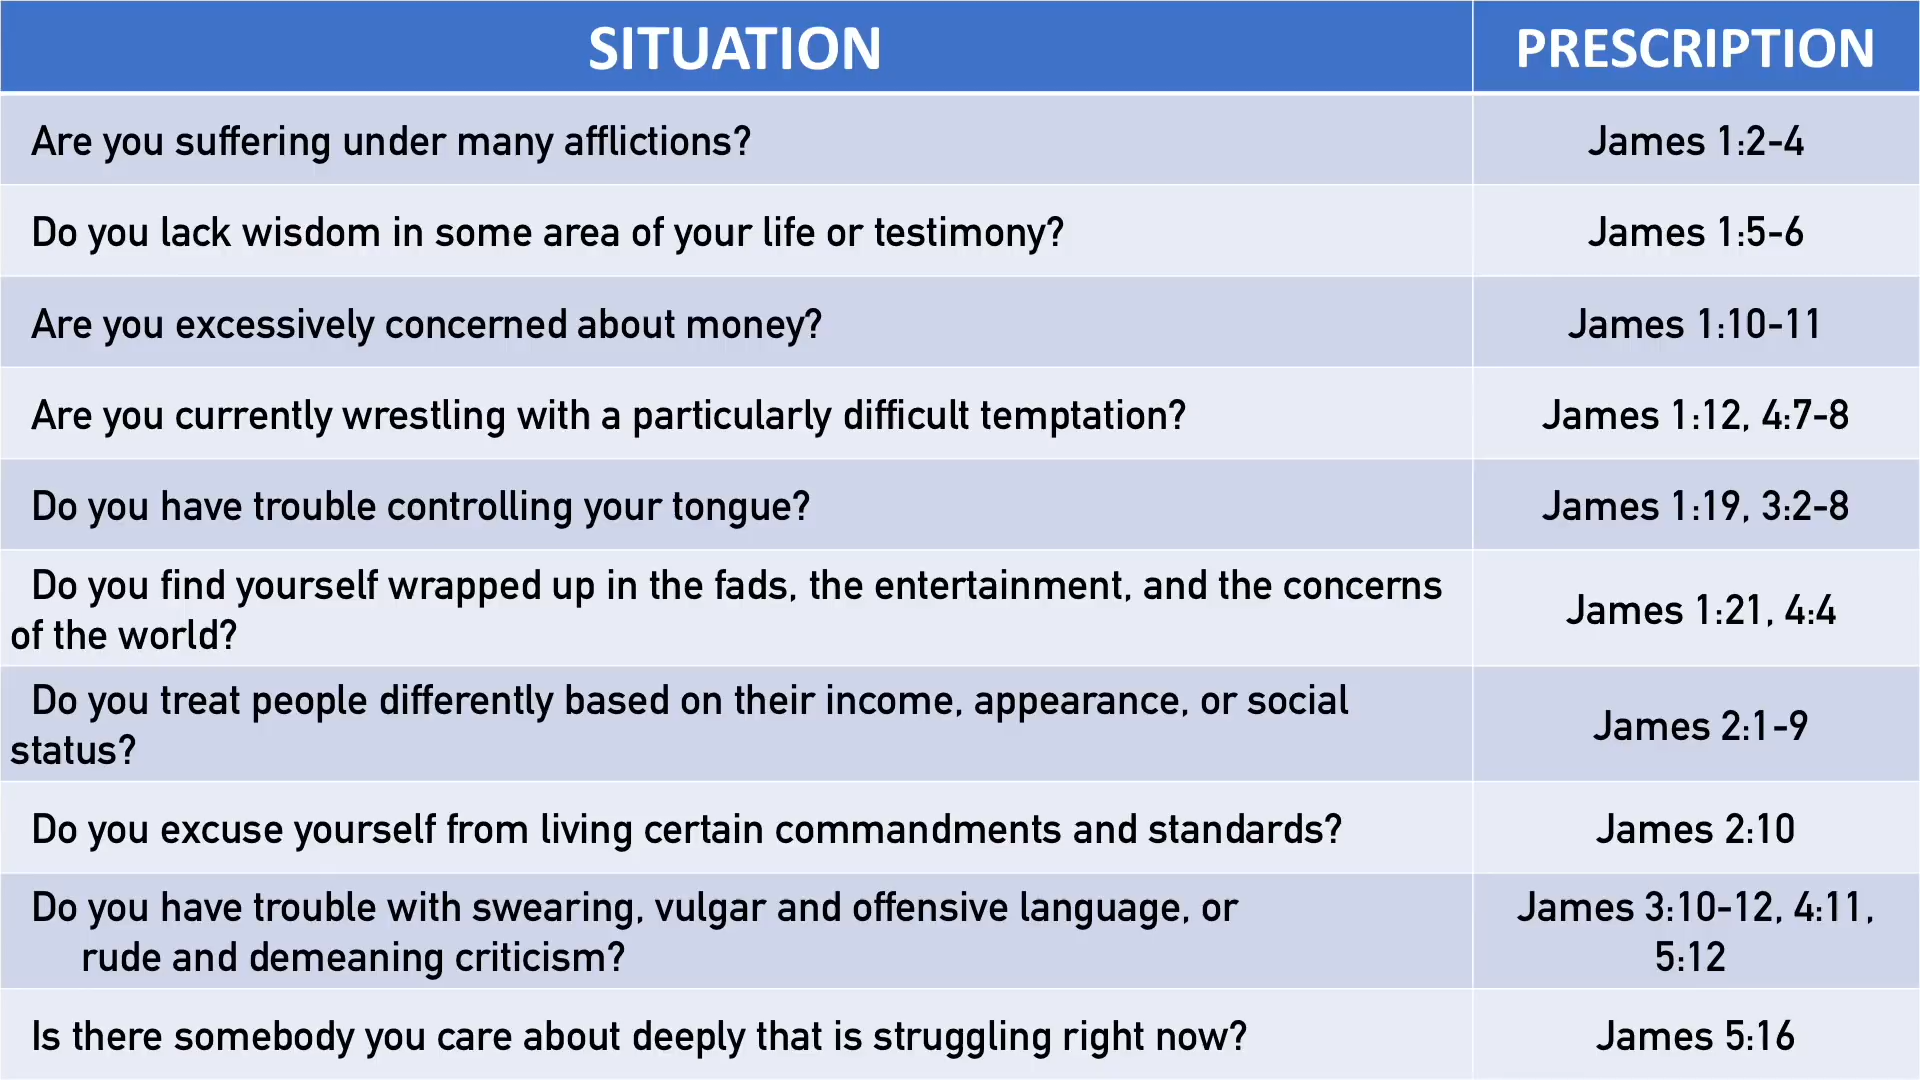 SITUATION PRESCRIPTION
Are you suffering under many afflictions? James 1:2-4
Do you lack wisdom in some area of your life or testimony? James 1:5-6
Are you excessively concerned about money? James 1:10-11
Are you currently wrestling with a particularly difficult temptation? James 1:12, 4:7-8
Do you have trouble controlling your tongue? James 1:19, 3:2-8
Do you find yourself wrapped up in the fads, the entertainment, and the concerns
of the world?
James 1:21, 4:4
Do you treat people differently based on their income, appearance, or social
status?
James 2:1-9
Do you excuse yourself from living certain commandments and standards? James 2:10
Do you have trouble with swearing, vulgar and offensive language, or
rude and demeaning criticism?
James 3:10-12, 4:11,
5:12
Is there somebody you care about deeply that is struggling right now? James 5:16